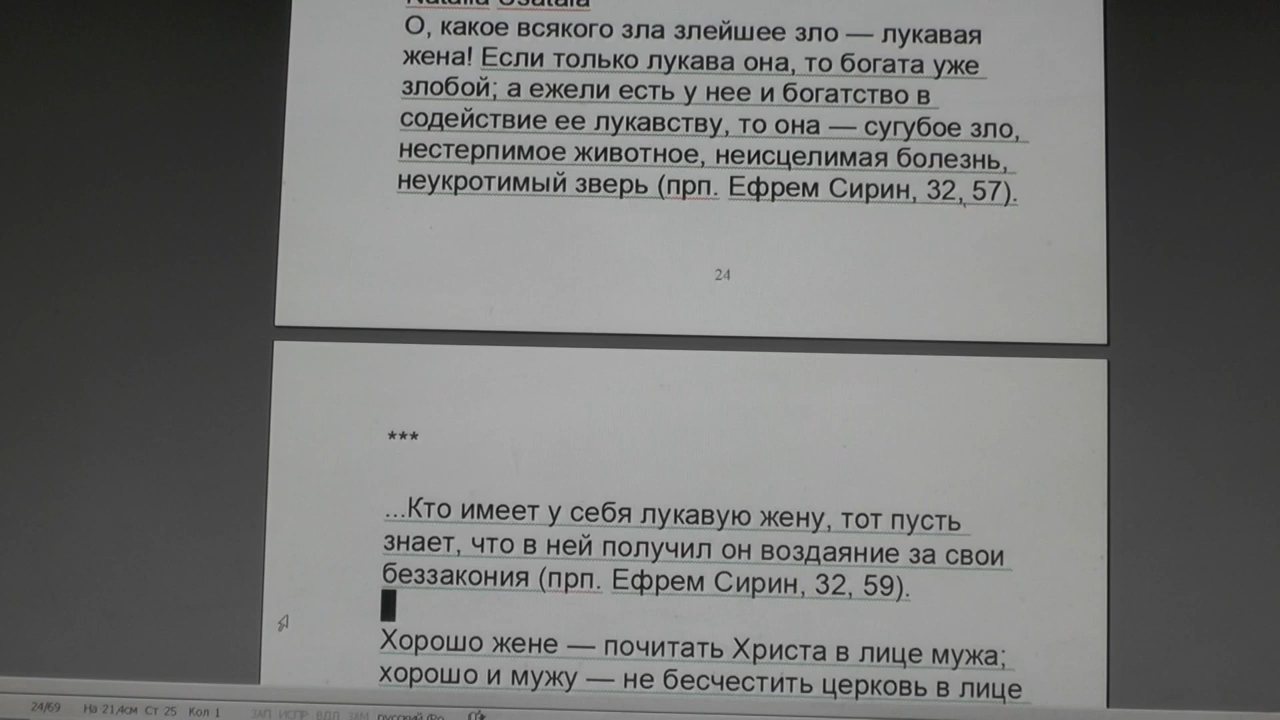 О, какое всякого зла злейшее зло — лукавая
жена! Если только лукава она, то богата уже
злобой; а ежели есть у нее и богатство в
содействие ее лукавству, то она — сугубое зло,
нестерпимое животное, неисцелимая болезнь,
неукротимый зверь (прп. Ефрем Сирин, 32, 57).
24
***
...Кто имеет у себя лукавую жену, тот пусть
знает, что в ней получил он воздаяние за свои
беззакония (прп. Ефрем Сирин, 32, 59).
Хорошо жене — почитать Христа в лице мужа;
хорошо и мужу — не бесчестить церковь в лице
24/69 На 21,4см Ст 25 Кол 1 ЗАП ИСПР ВДЛ ЗАМ